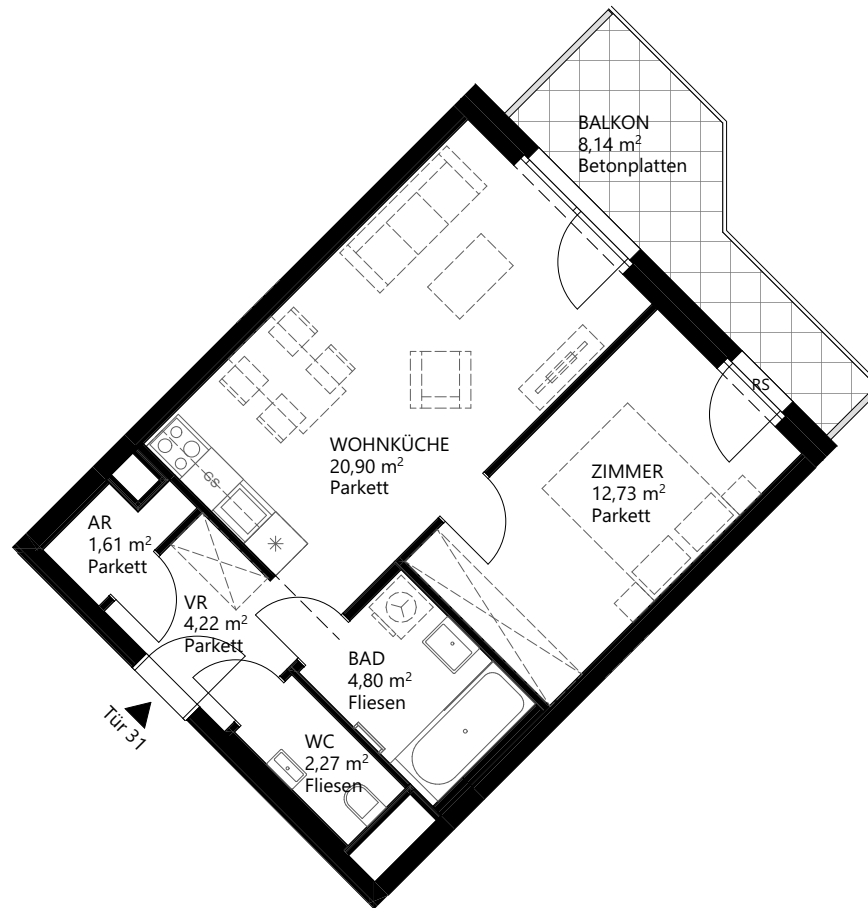 BALKON
8,14 m²
Betonplatten
RS
WOHNKÜCHE
20,90 m²
Parkett
ZIMMER
12,73 m²
Parkett
GS
AR
1,61 m²
Parkett
VR
4,22 m²
Parkett
BAD
4,80 m²
Fliesen
Tür 31
WC
2,27 m²
Fliesen